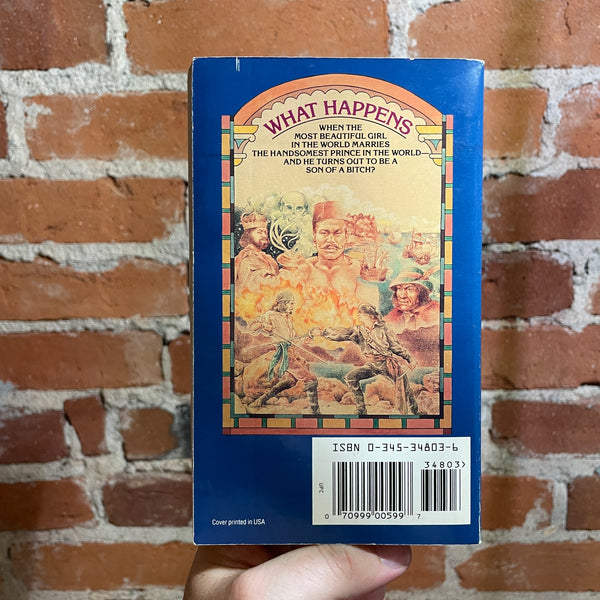 WHAT HAPPENS
WHEN THE
MOST BEAUTIFUL GIRL
IN THE WORLD MARRIES
THE HANDSOMEST PRINCE IN THE WORLD—
AND HE TURNS OUT TO BE A
SON OF A BITCH?
ISBN 0-345-34803-6
34803>
UPC
0 70999 00599 7
Cover printed in USA